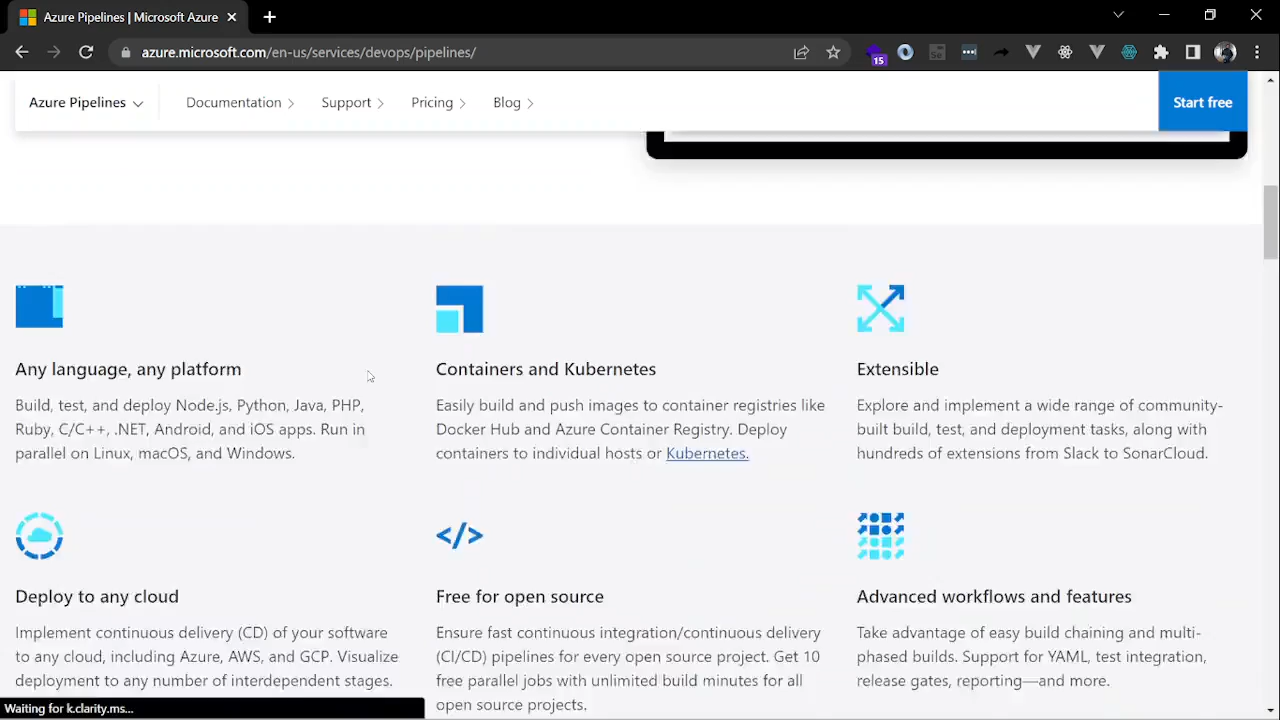 Azure Pipelines | Microsoft Azure
azure.microsoft.com/en-us/services/devops/pipelines/
15
Azure Pipelines
Documentation
Support
Pricing
Blog
Start free
Any language, any platform
Build, test, and deploy Node.js, Python, Java, PHP,
Ruby, C/C++, .NET, Android, and iOS apps. Run in
parallel on Linux, macOS, and Windows.
Containers and Kubernetes
Easily build and push images to container registries like
Docker Hub and Azure Container Registry. Deploy
containers to individual hosts or Kubernetes.
Extensible
Explore and implement a wide range of community-
built build, test, and deployment tasks, along with
hundreds of extensions from Slack to SonarCloud.
Deploy to any cloud
Implement continuous delivery (CD) of your software
to any cloud, including Azure, AWS, and GCP. Visualize
deployment to any number of interdependent stages.
</>
Free for open source
Ensure fast continuous integration/continuous delivery
(CI/CD) pipelines for every open source project. Get 10
free parallel jobs with unlimited build minutes for all
open source projects.
Advanced workflows and features
Take advantage of easy build chaining and multi-
phased builds. Support for YAML, test integration,
release gates, reporting—and more.
Waiting for k.clarity.ms...